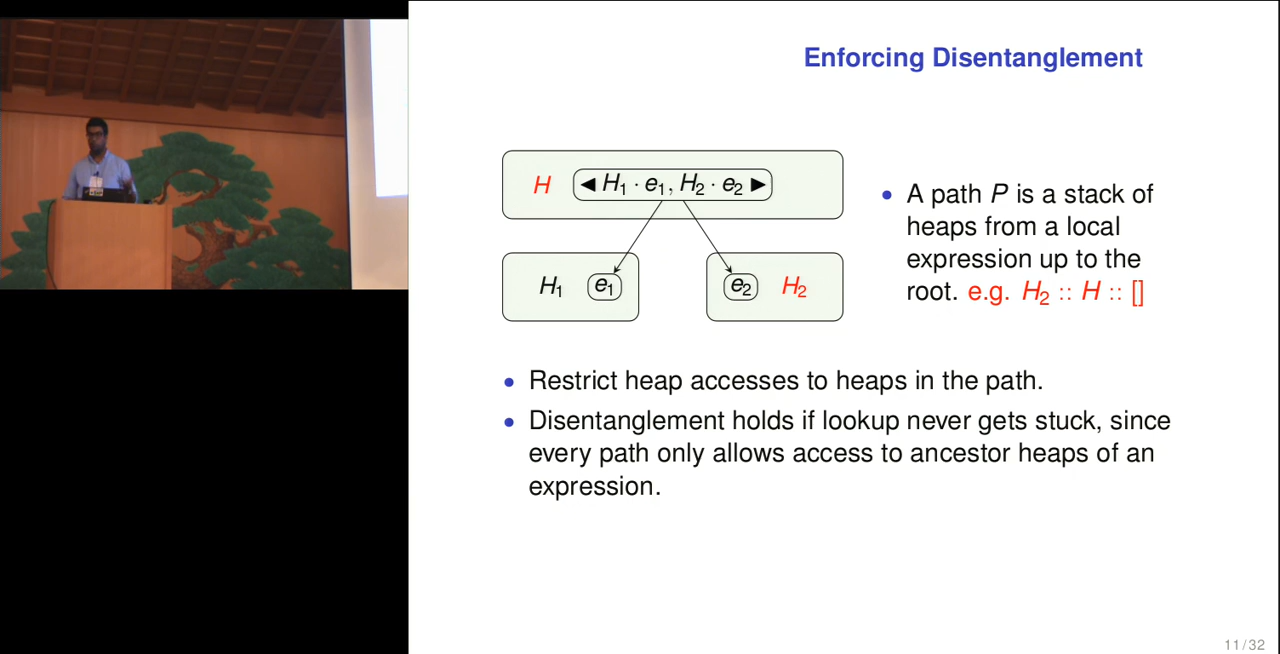 Enforcing Disentanglement
H ◀ H₁ · e₁, H₂ · e₂ ▶
H₁ e₁
e₂ H₂
• A path P is a stack of
heaps from a local
expression up to the
root. e.g. H₂ :: H :: []
• Restrict heap accesses to heaps in the path.
• Disentanglement holds if lookup never gets stuck, since
every path only allows access to ancestor heaps of an
expression.
11/32